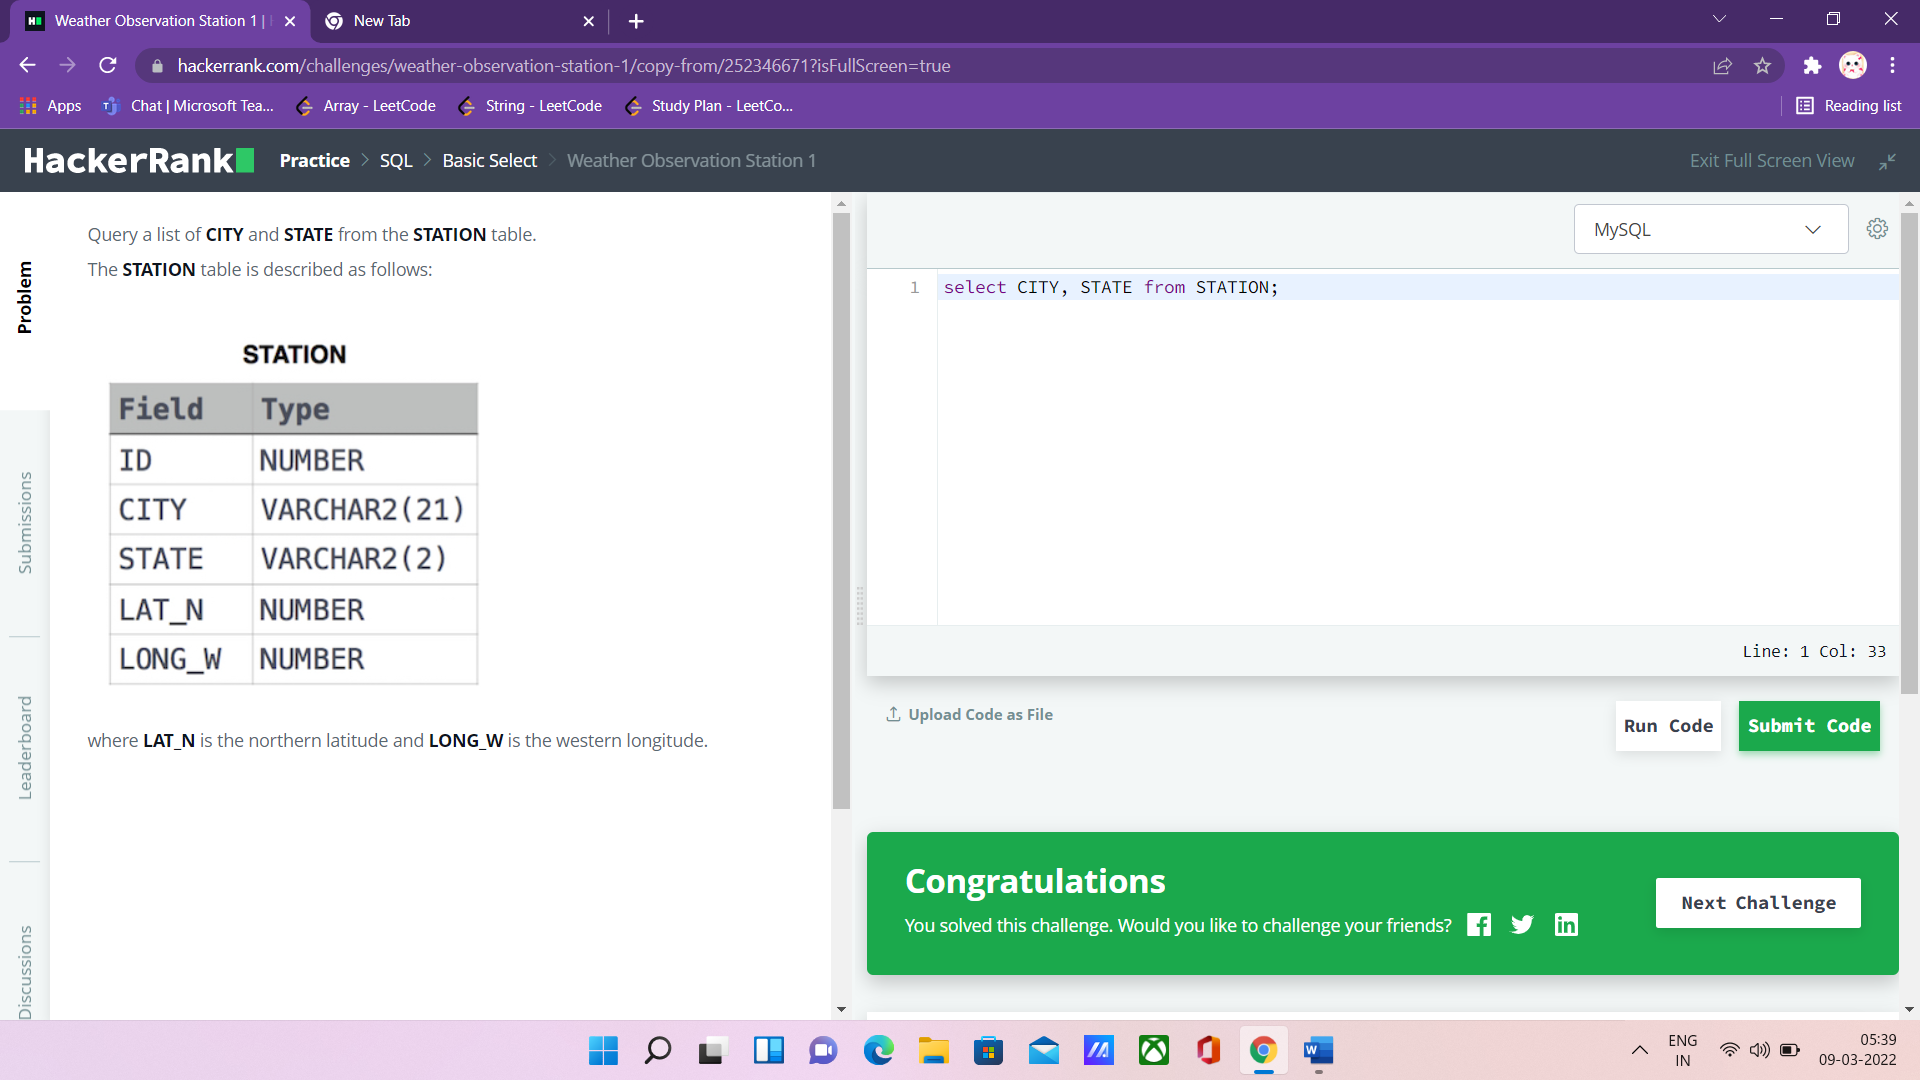 Weather Observation Station 1 |
New Tab
hackerrank.com/challenges/weather-observation-station-1/copy-from/252346671?isFullScreen=true
Apps
Chat | Microsoft Tea...
Array - LeetCode
String - LeetCode
Study Plan - LeetCo...
Reading list
HackerRank
Practice > SQL > Basic Select > Weather Observation Station 1
Exit Full Screen View
Problem
Submissions
Leaderboard
Discussions
Query a list of CITY and STATE from the STATION table.
The STATION table is described as follows:
STATION
Field Type
ID NUMBER
CITY VARCHAR2(21)
STATE VARCHAR2(2)
LAT_N NUMBER
LONG_W NUMBER
where LAT_N is the northern latitude and LONG_W is the western longitude.
MySQL
1 select CITY, STATE from STATION;
Line: 1 Col: 33
Upload Code as File
Run Code
Submit Code
Congratulations
You solved this challenge. Would you like to challenge your friends?
Next Challenge
ENG
IN
05:39
09-03-2022